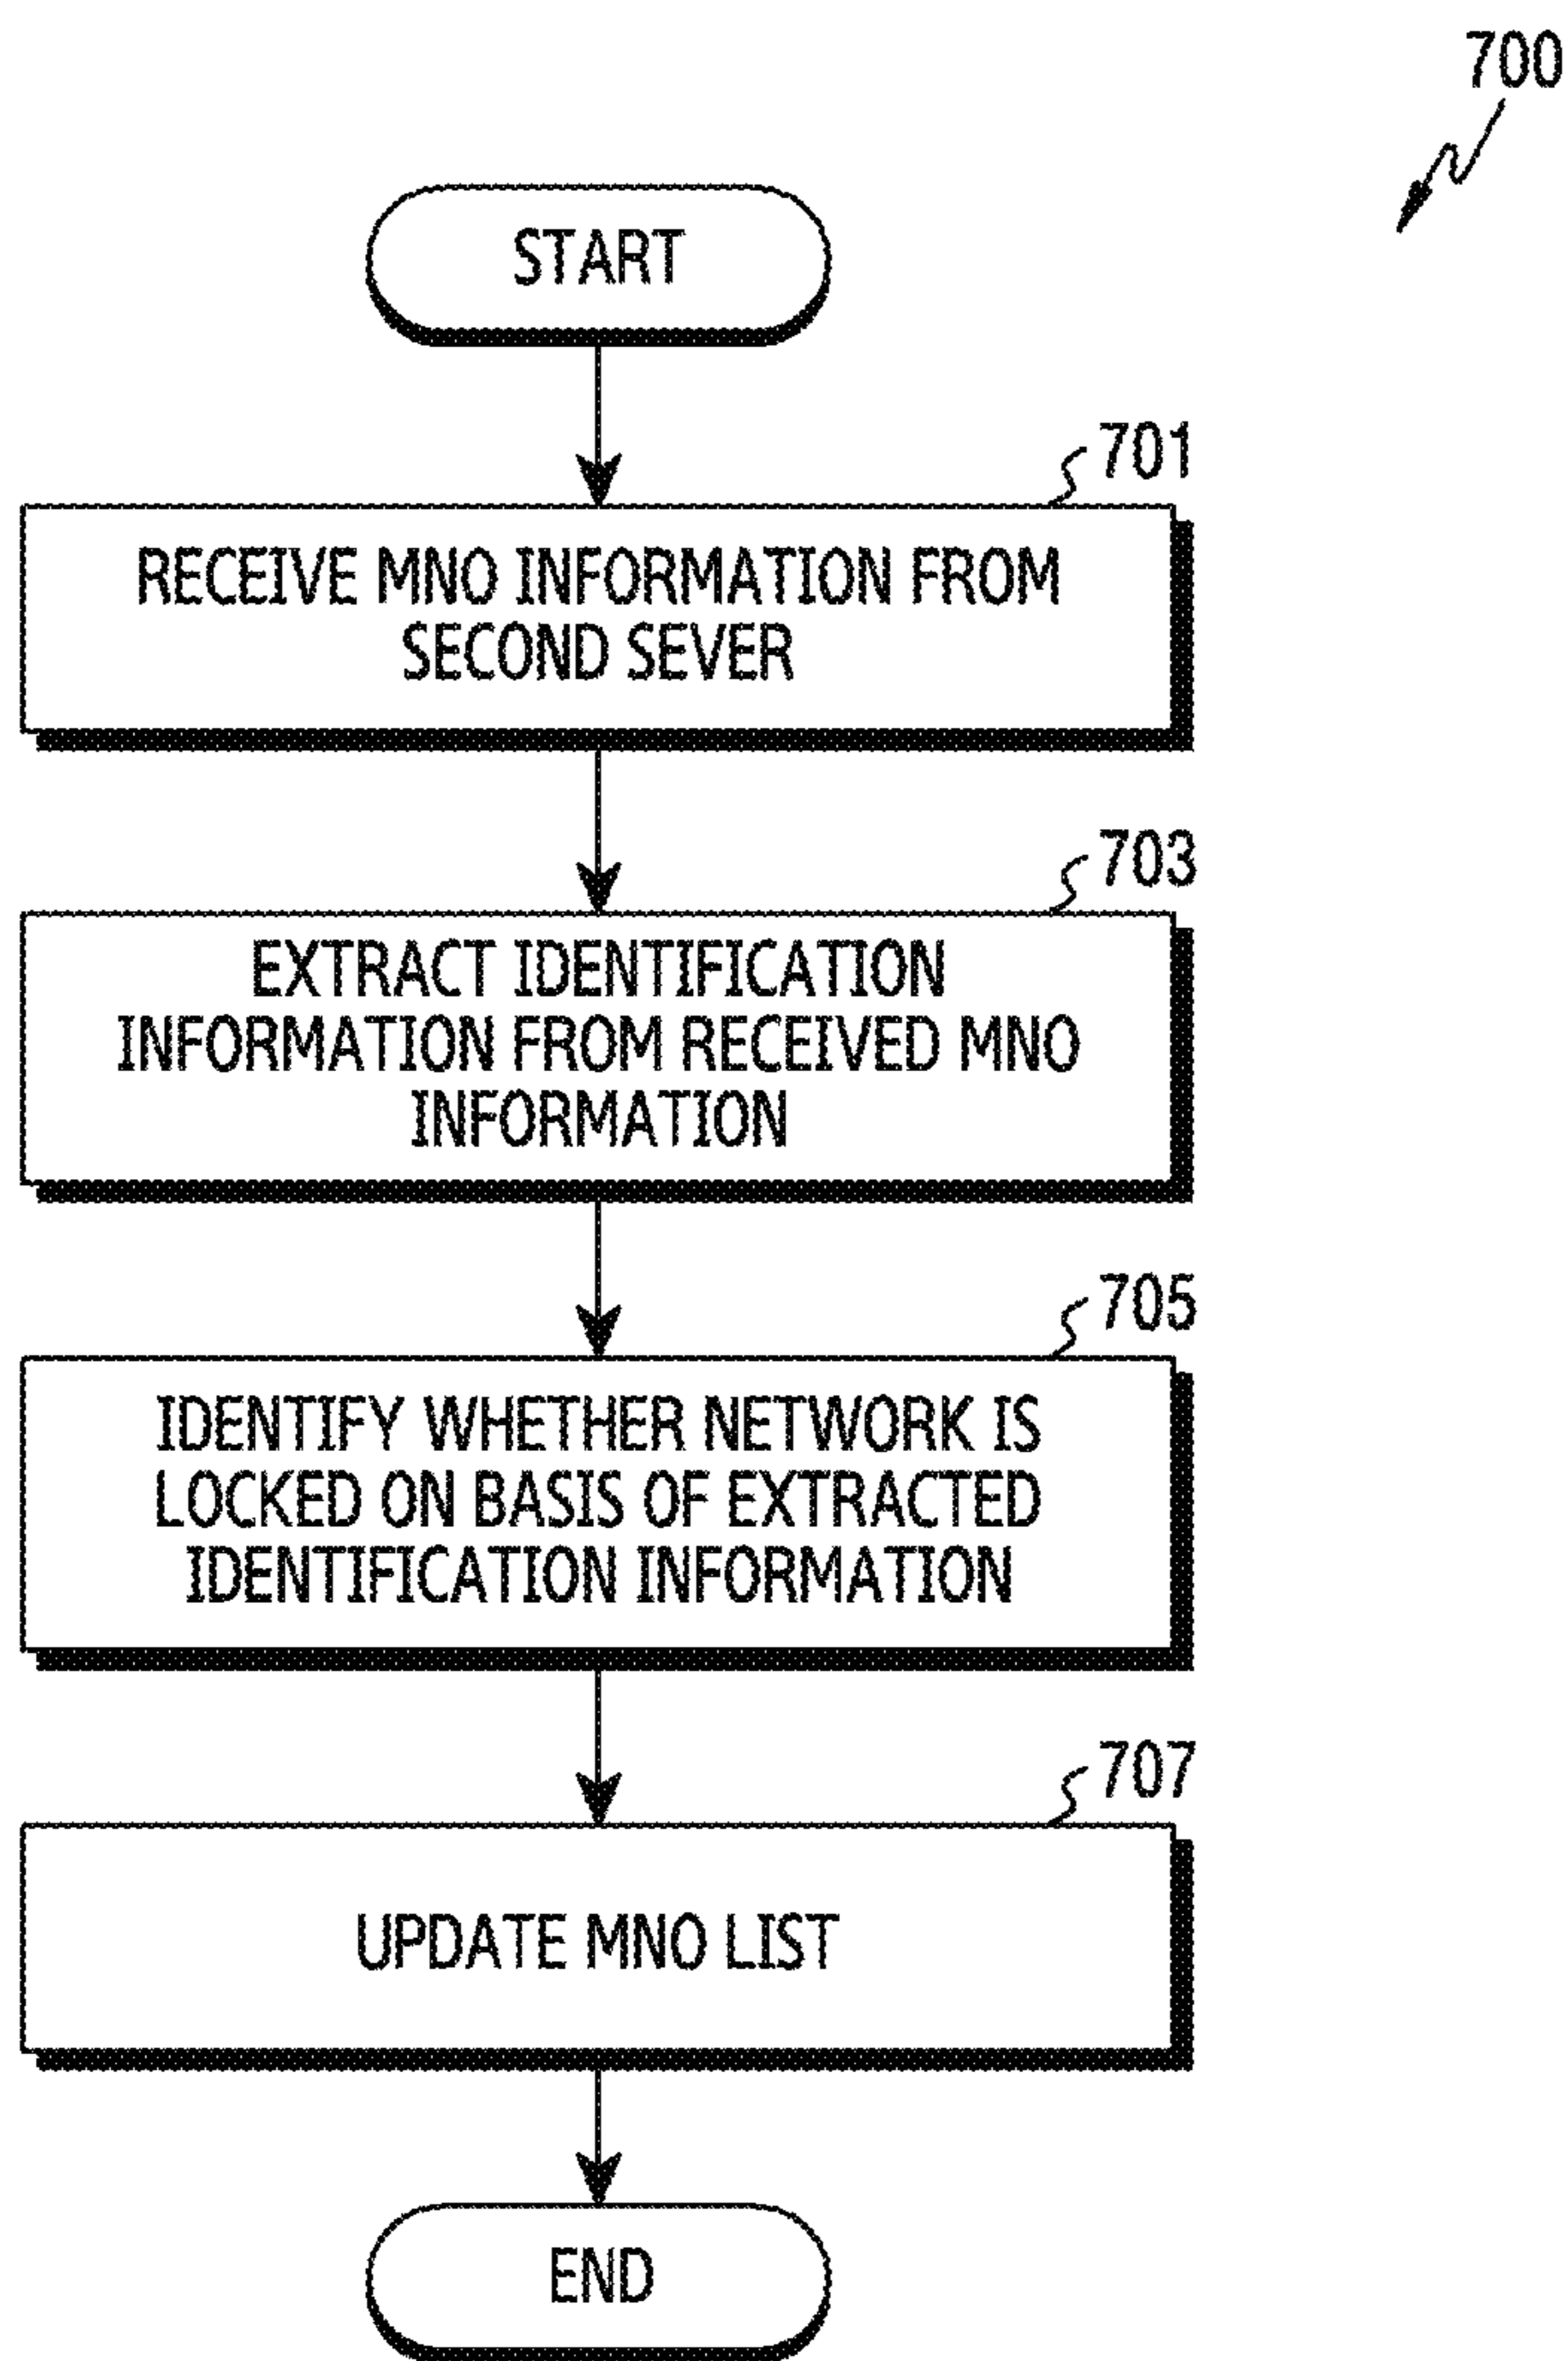 700
START
701
RECEIVE MNO INFORMATION FROM
SECOND SEVER
703
EXTRACT IDENTIFICATION
INFORMATION FROM RECEIVED MNO
INFORMATION
705
IDENTIFY WHETHER NETWORK IS
LOCKED ON BASIS OF EXTRACTED
IDENTIFICATION INFORMATION
707
UPDATE MNO LIST
END